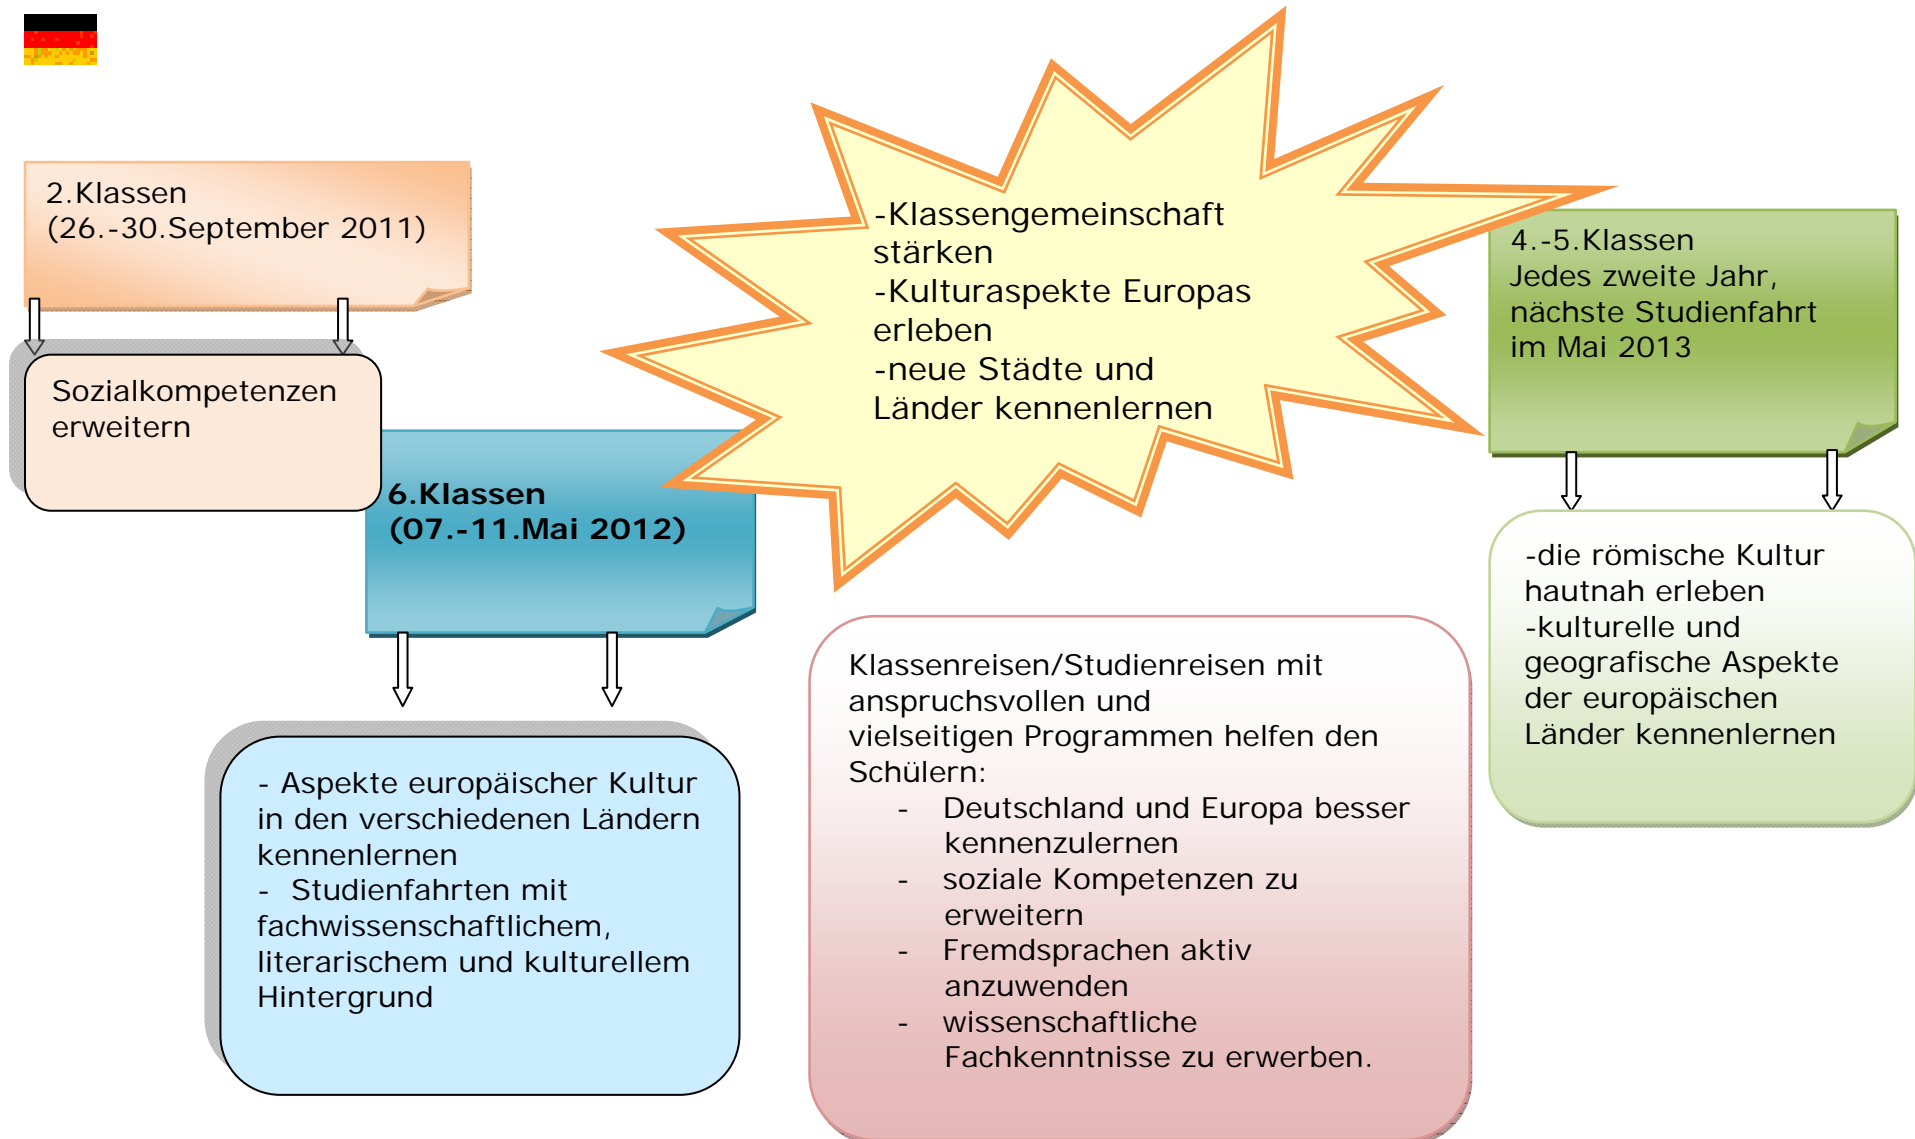 2.Klassen
(26.-30.September 2011)
Sozialkompetenzen
erweitern
6.Klassen
(07.-11.Mai 2012)
- Aspekte europäischer Kultur
in den verschiedenen Ländern
kennenlernen
- Studienfahrten mit
fachwissenschaftlichem,
literarischem und kulturellem
Hintergrund
-Klassengemeinschaft
stärken
-Kulturaspekte Europas
erleben
-neue Städte und
Länder kennenlernen
Klassenreisen/Studienreisen mit
anspruchsvollen und
vielseitigen Programmen helfen den
Schülern:
- Deutschland und Europa besser
kennenzulernen
- soziale Kompetenzen zu
erweitern
- Fremdsprachen aktiv
anzuwenden
- wissenschaftliche
Fachkenntnisse zu erwerben.
4.-5.Klassen
Jedes zweite Jahr,
nächste Studienfahrt
im Mai 2013
-die römische Kultur
hautnah erleben
-kulturelle und
geografische Aspekte
der europäischen
Länder kennenlernen